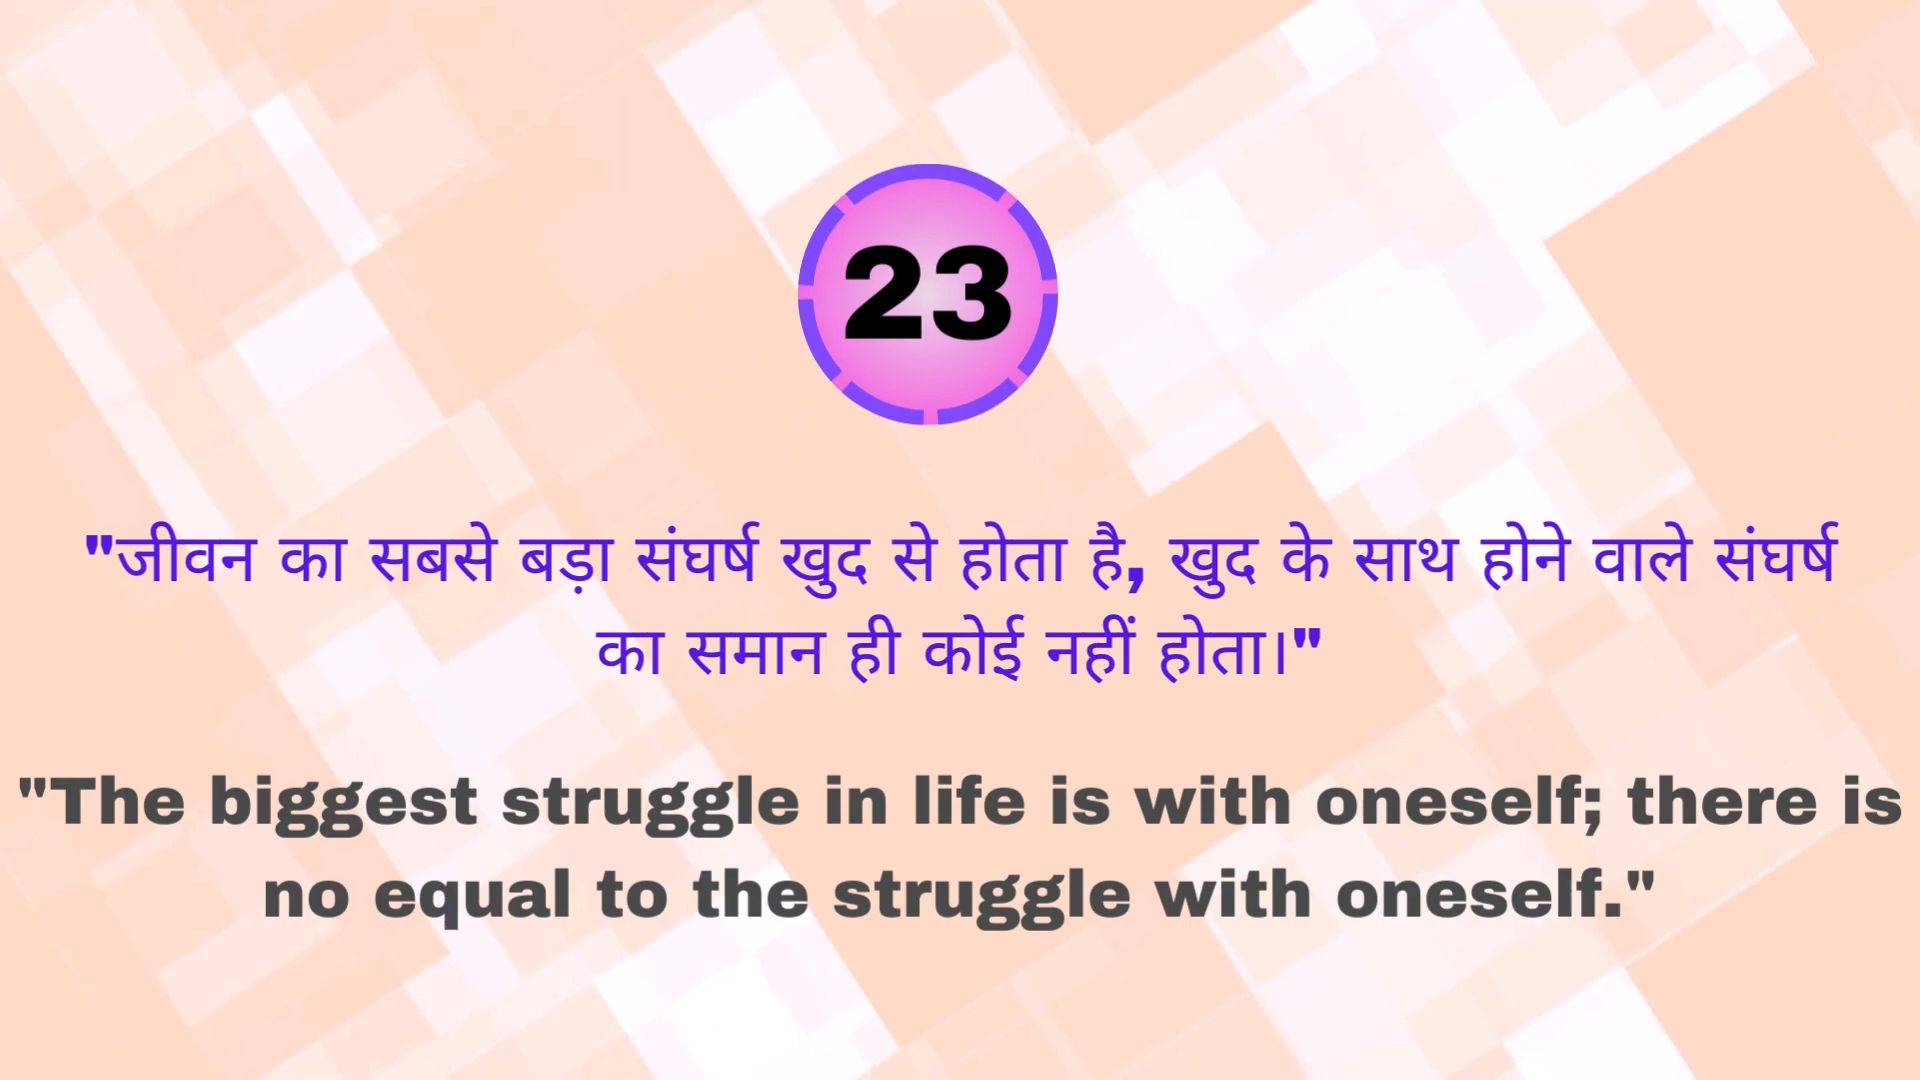 23
"जीवन का सबसे बड़ा संघर्ष खुद से होता है, खुद के साथ होने वाले संघर्ष
का समान ही कोई नहीं होता।"
"The biggest struggle in life is with oneself; there is
no equal to the struggle with oneself."